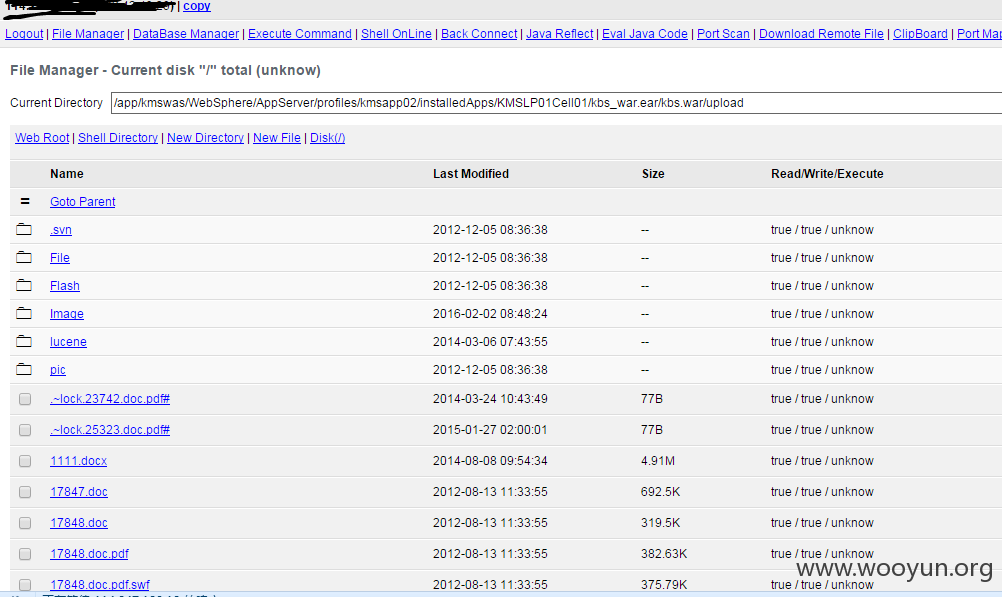 | copy
Logout | File Manager | DataBase Manager | Execute Command | Shell OnLine | Back Connect | Java Reflect | Eval Java Code | Port Scan | Download Remote File | ClipBoard | Port Map
File Manager - Current disk "/" total (unknow)
Current Directory /app/kmswas/WebSphere/AppServer/profiles/kmsapp02/installedApps/KMSLP01Cell01/kbs_war.ear/kbs.war/upload
Web Root | Shell Directory | New Directory | New File | Disk(/)
Name Last Modified Size Read/Write/Execute
= Goto Parent
.svn 2012-12-05 08:36:38 -- true / true / unknow
File 2012-12-05 08:36:38 -- true / true / unknow
Flash 2012-12-05 08:36:38 -- true / true / unknow
Image 2016-02-02 08:48:24 -- true / true / unknow
lucene 2014-03-06 07:43:55 -- true / true / unknow
pic 2012-12-05 08:36:38 -- true / true / unknow
.~lock.23742.doc.pdf# 2014-03-24 10:43:49 77B true / true / unknow
.~lock.25323.doc.pdf# 2015-01-27 02:00:01 77B true / true / unknow
1111.docx 2014-08-08 09:54:34 4.91M true / true / unknow
17847.doc 2012-08-13 11:33:55 692.5K true / true / unknow
17848.doc 2012-08-13 11:33:55 319.5K true / true / unknow
17848.doc.pdf 2012-08-13 11:33:55 382.63K true / true / unknow
17848.doc.pdf.swf 2012-08-13 11:33:55 375.79K true / true / unknow
www.wooyun.org